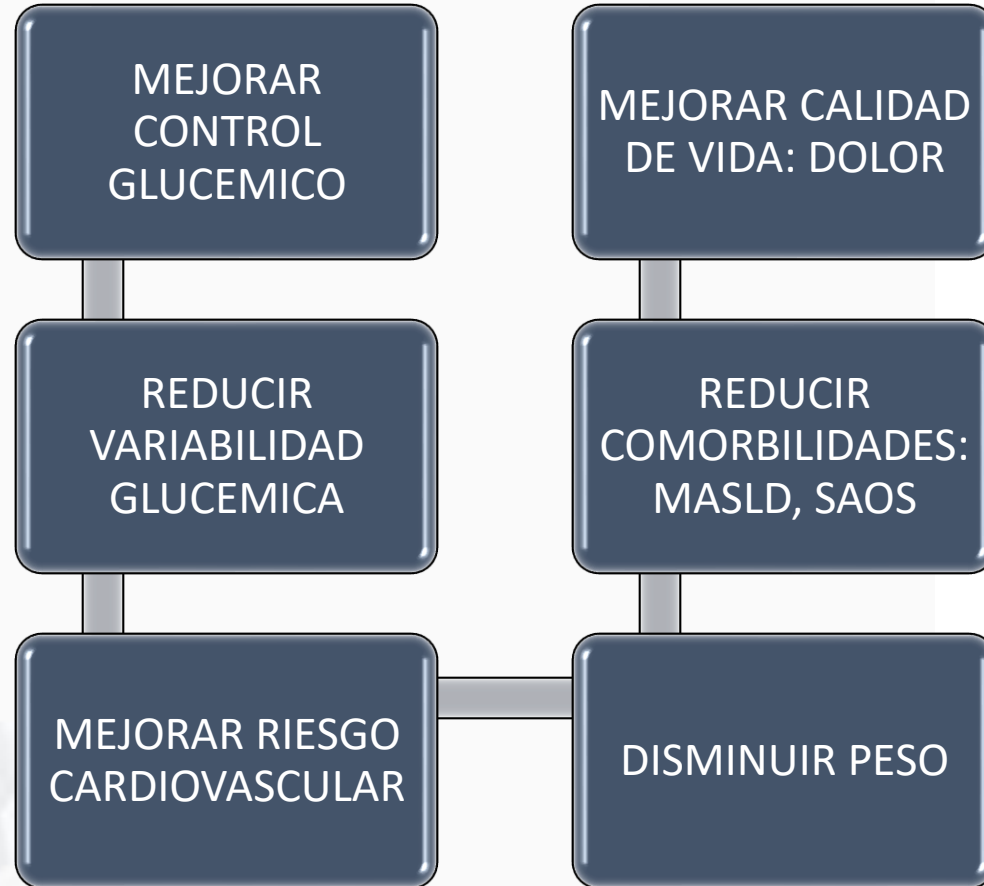 MEJORAR
CONTROL
GLUCEMICO
REDUCIR
VARIABILIDAD
GLUCEMICA
MEJORAR RIESGO
CARDIOVASCULAR
DISMINUIR PESO
REDUCIR
COMORBILIDADES:
MASLD, SAOS
MEJORAR CALIDAD
DE VIDA: DOLOR